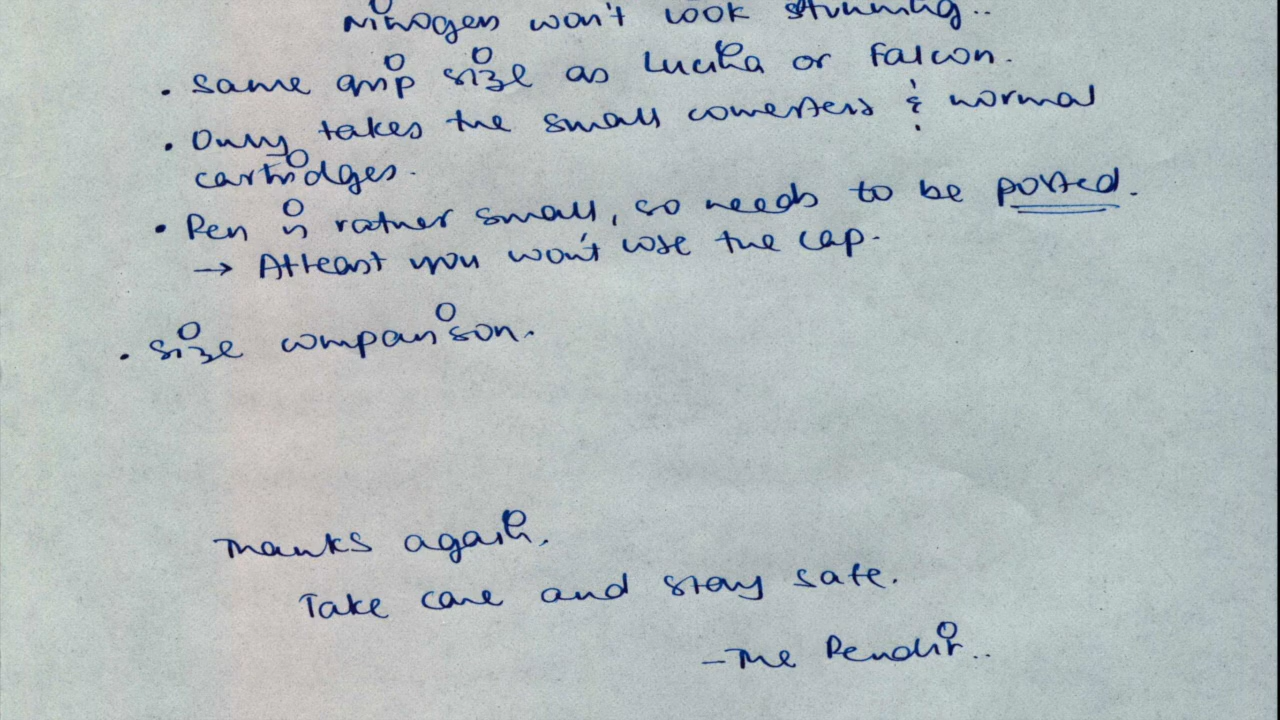 Nitrogen won't look stunning..
• Same grip size as Lucina or Falcon.
• Only takes the small converters & normal
cartridges.
• Pen is rather small, so needs to be posted.
→ Atleast you won't lose the cap.
• Size comparison.
Thanks again,
Take care and stay safe.
- The Pendit..